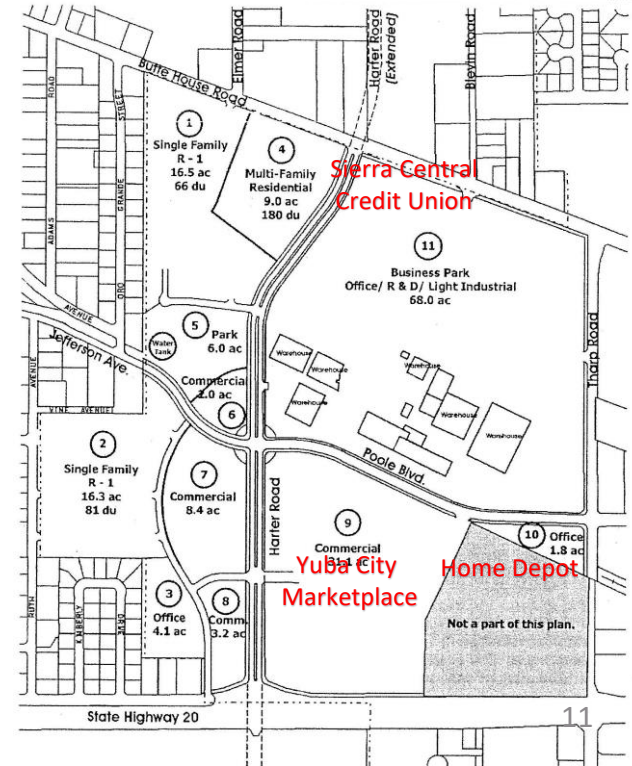 Butte House Road
Elmer Road
Harter Road
(Extended)
Blevin Road
ROAD
ADAMS
STREET
GRANDE
ORO
1
Single Family
R - 1
16.5 ac
66 du
4
Multi-Family
Residential
9.0 ac
180 du
Sierra Central
Credit Union
11
Business Park
Office/ R & D/ Light Industrial
68.0 ac
Tharp Road
5
Park
6.0 ac
Water
Tank
AVENUE
Jefferson Ave.
Commercial
2.0 ac
6
Warehouse
Warehouse
Warehouse
Warehouse
Warehouse
Warehouse
AVENUE
VINE AVENUE
2
Single Family
R - 1
16.3 ac
81 du
7
Commercial
8.4 ac
Harter Road
Poole Blvd.
9
Commercial
31.1 ac
Yuba City
Marketplace
10 Office
1.8 ac
Home Depot
Not a part of this plan.
3
Office
4.1 ac
8
Comm.
3.2 ac
RUTH
KIMBERLY
DRIVE
State Highway 20
11